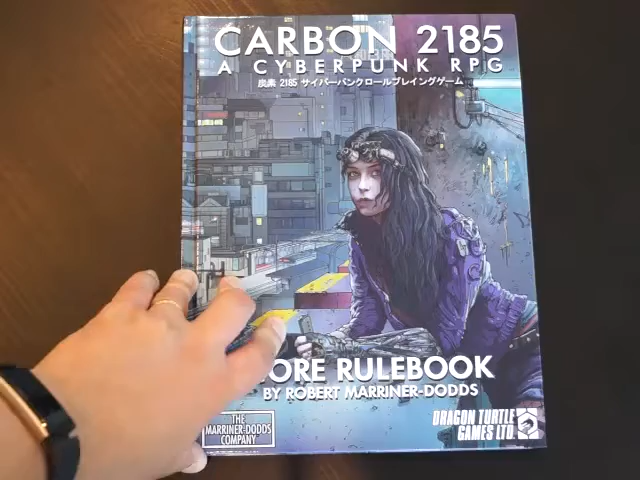 CARBON 2185
A CYBERPUNK RPG
炭素 2185 サイバーパンクロールプレイングゲーム
ORE RULEBOOK
BY ROBERT MARRINER-DODDS
THE
MARRINER-DODDS
COMPANY
DRAGON TURTLE
GAMES LTD